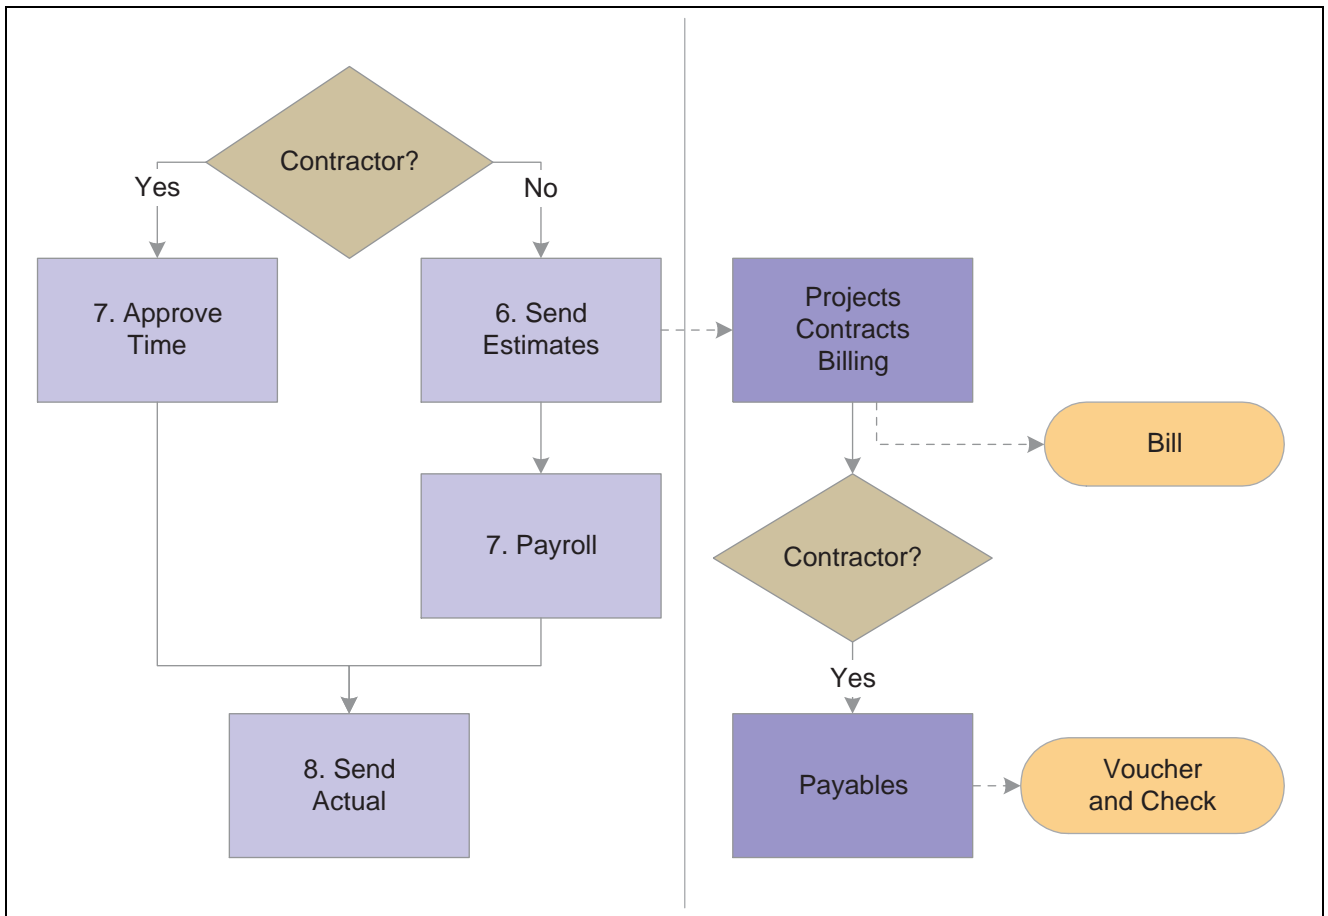 Contractor?
Yes
No
7. Approve
Time
6. Send
Estimates
Projects
Contracts
Billing
Bill
7. Payroll
Contractor?
Yes
8. Send
Actual
Payables
Voucher
and Check